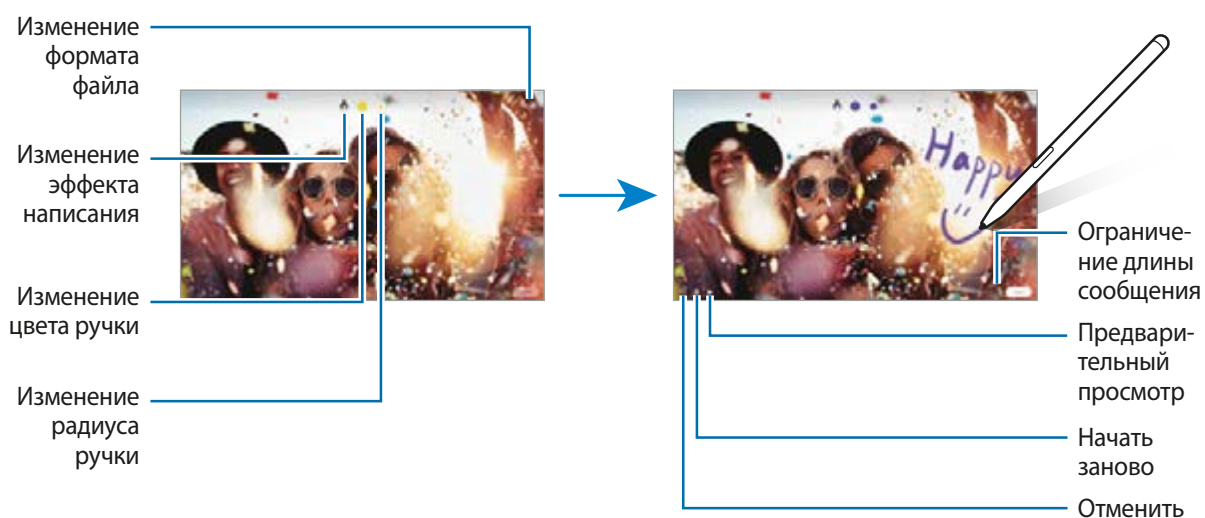 Изменение
формата
файла
Изменение
эффекта
написания
Изменение
цвета ручки
Изменение
радиуса
ручки
Happy
Ограниче-
ние длины
сообщения
Предвари-
тельный
просмотр
Начать
заново
Отменить